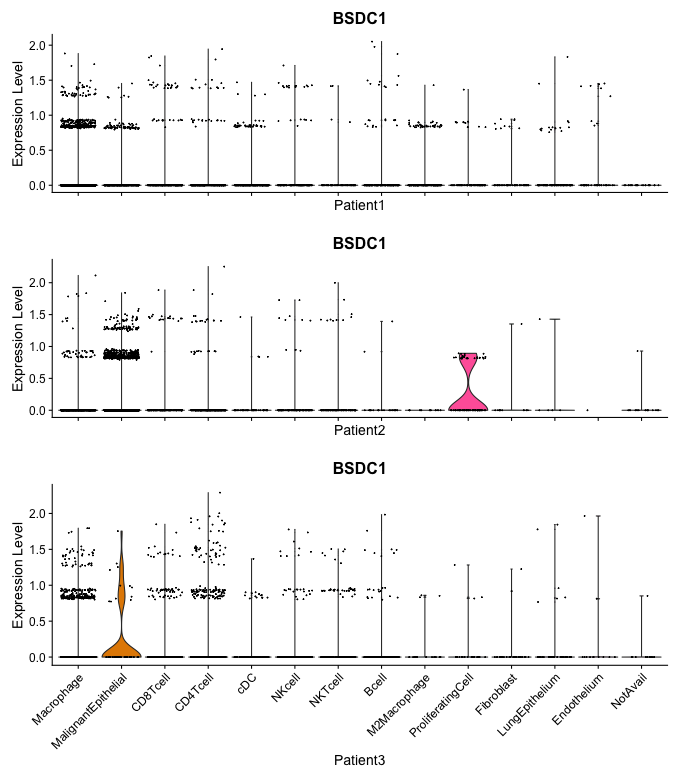 BSDC1
Expression Level
2.0
1.5
1.0
0.5
0.0
Patient1
BSDC1
Expression Level
2.0
1.5
1.0
0.5
0.0
Patient2
BSDC1
Expression Level
2.0
1.5
1.0
0.5
0.0
Macrophage
MalignantEpithelial
CD8Tcell
CD4Tcell
cDC
NKcell
NKTcell
Bcell
M2Macrophage
ProliferatingCell
Fibroblast
LungEpithelium
Endothelium
NotAvail
Patient3